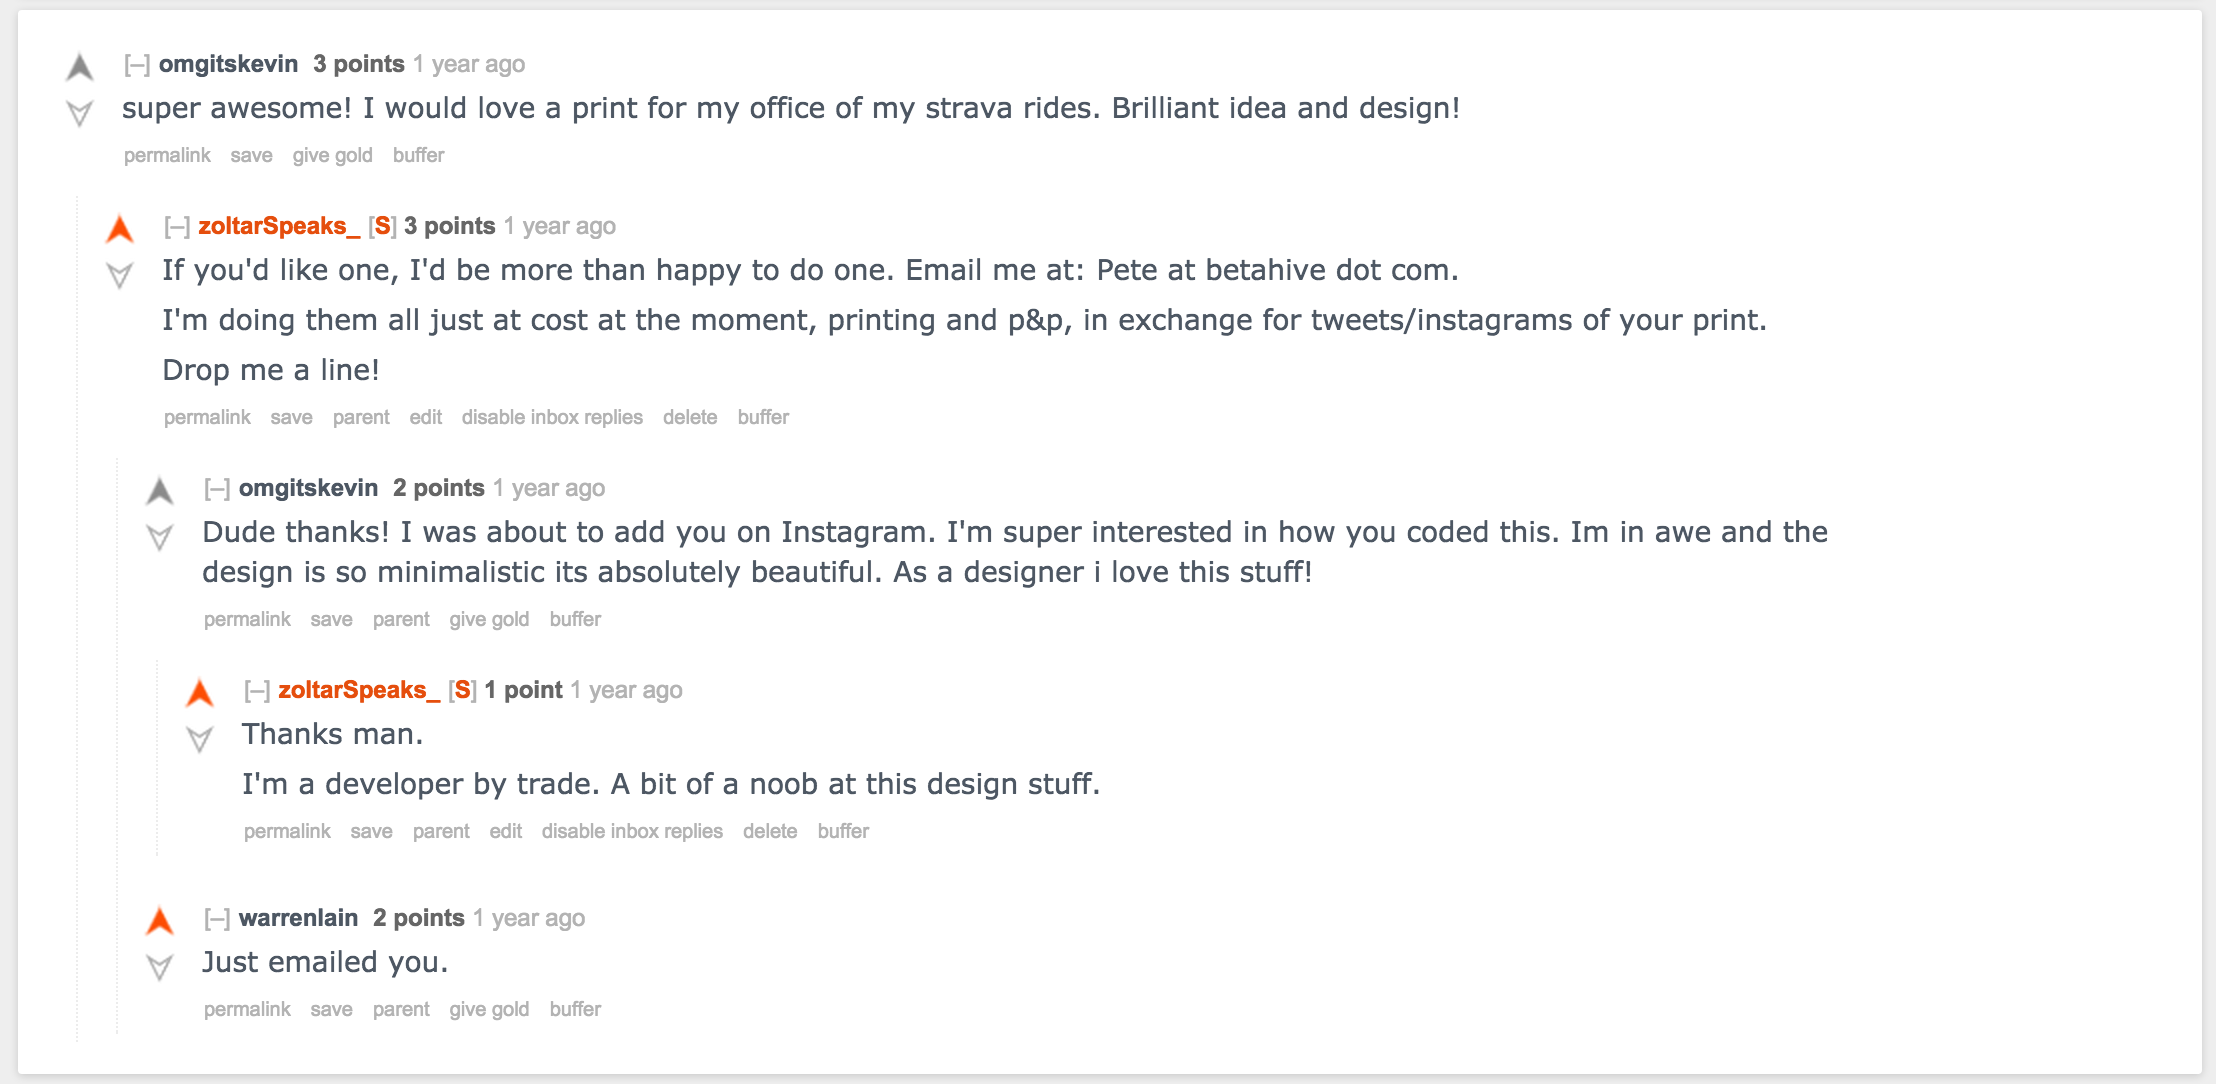 [–] omgitskevin 3 points 1 year ago
super awesome! I would love a print for my office of my strava rides. Brilliant idea and design!
permalink save give gold buffer
[–] zoltarSpeaks_ [S] 3 points 1 year ago
If you'd like one, I'd be more than happy to do one. Email me at: Pete at betahive dot com.
I'm doing them all just at cost at the moment, printing and p&p, in exchange for tweets/instagrams of your print.
Drop me a line!
permalink save parent edit disable inbox replies delete buffer
[–] omgitskevin 2 points 1 year ago
Dude thanks! I was about to add you on Instagram. I'm super interested in how you coded this. Im in awe and the
design is so minimalistic its absolutely beautiful. As a designer i love this stuff!
permalink save parent give gold buffer
[–] zoltarSpeaks_ [S] 1 point 1 year ago
Thanks man.
I'm a developer by trade. A bit of a noob at this design stuff.
permalink save parent edit disable inbox replies delete buffer
[–] warrenlain 2 points 1 year ago
Just emailed you.
permalink save parent give gold buffer